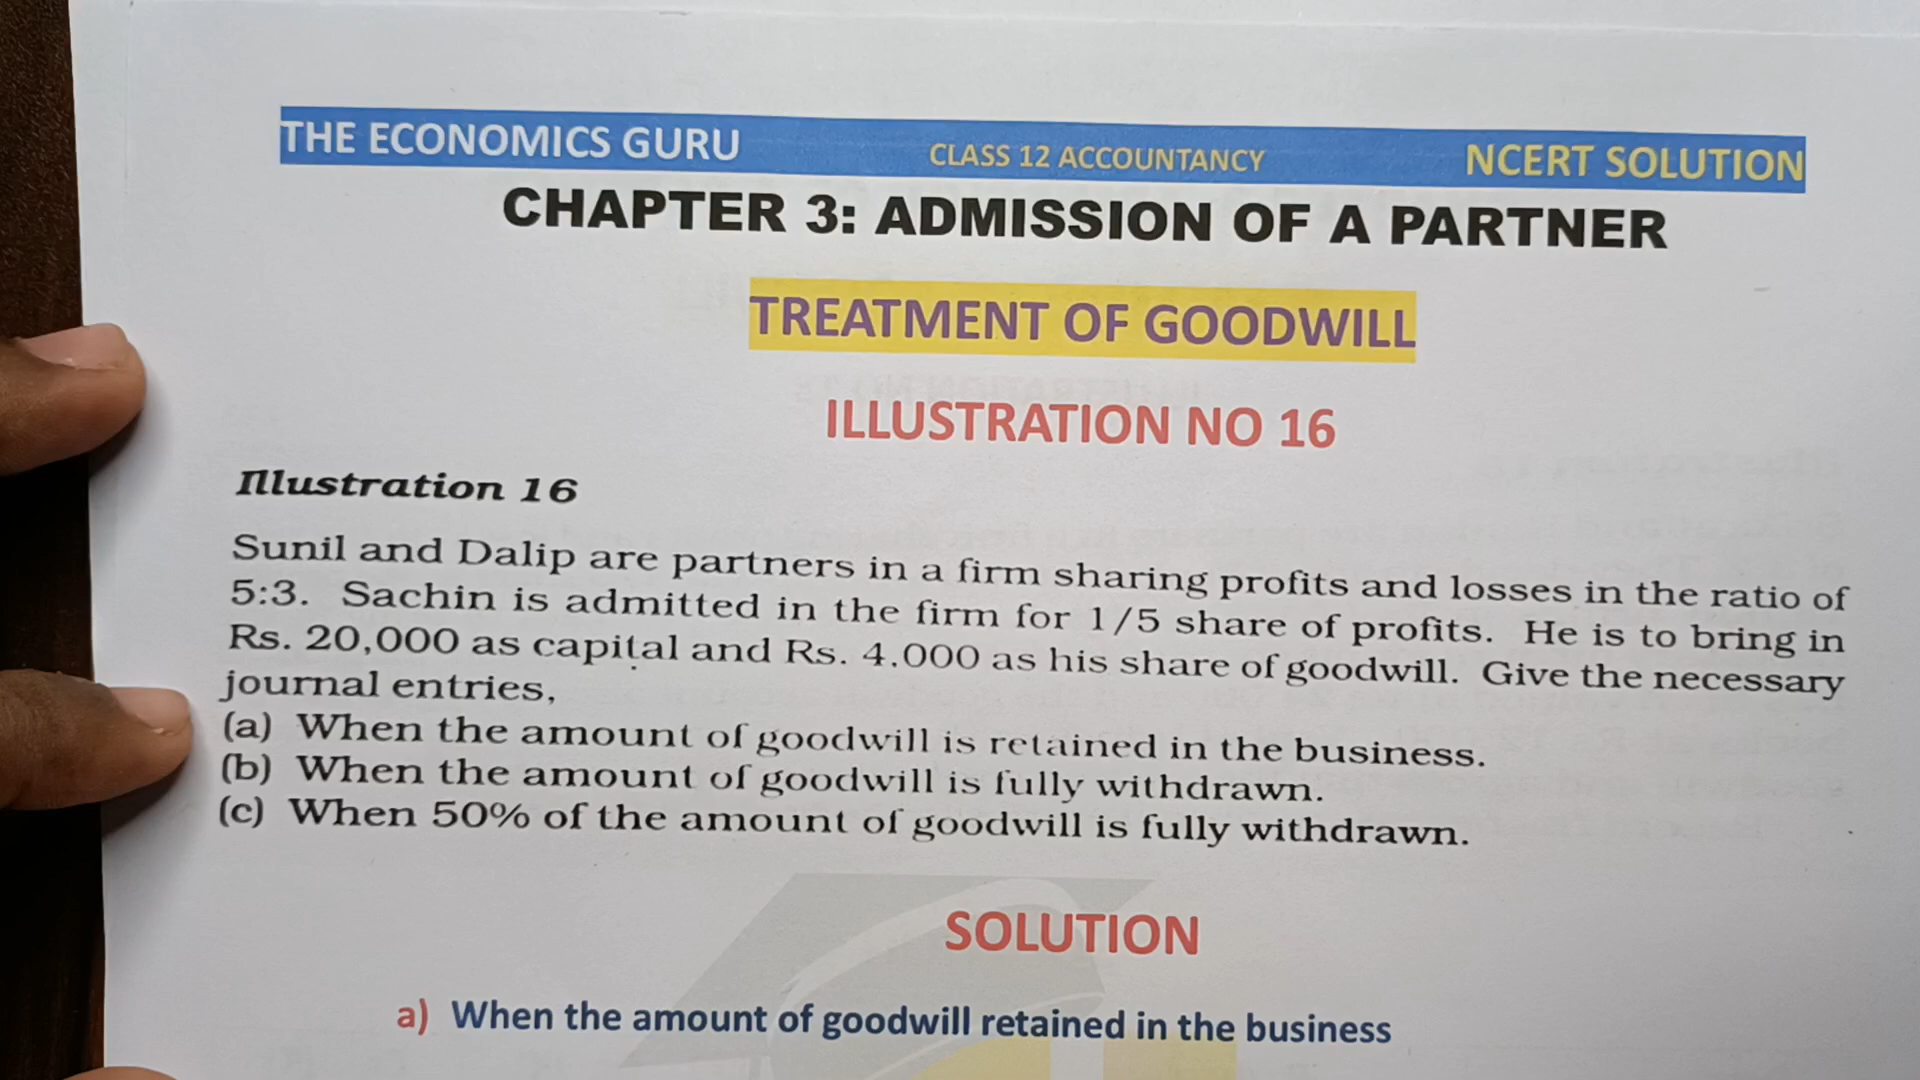 THE ECONOMICS GURU CLASS 12 ACCOUNTANCY NCERT SOLUTION
CHAPTER 3: ADMISSION OF A PARTNER
TREATMENT OF GOODWILL
ILLUSTRATION NO 16
Illustration 16
Sunil and Dalip are partners in a firm sharing profits and losses in the ratio of
5:3. Sachin is admitted in the firm for 1/5 share of profits. He is to bring in
Rs. 20,000 as capital and Rs. 4.000 as his share of goodwill. Give the necessary
journal entries,
(a) When the amount of goodwill is retained in the business.
(b) When the amount of goodwill is fully withdrawn.
(c) When 50% of the amount of goodwill is fully withdrawn.
SOLUTION
a) When the amount of goodwill retained in the business